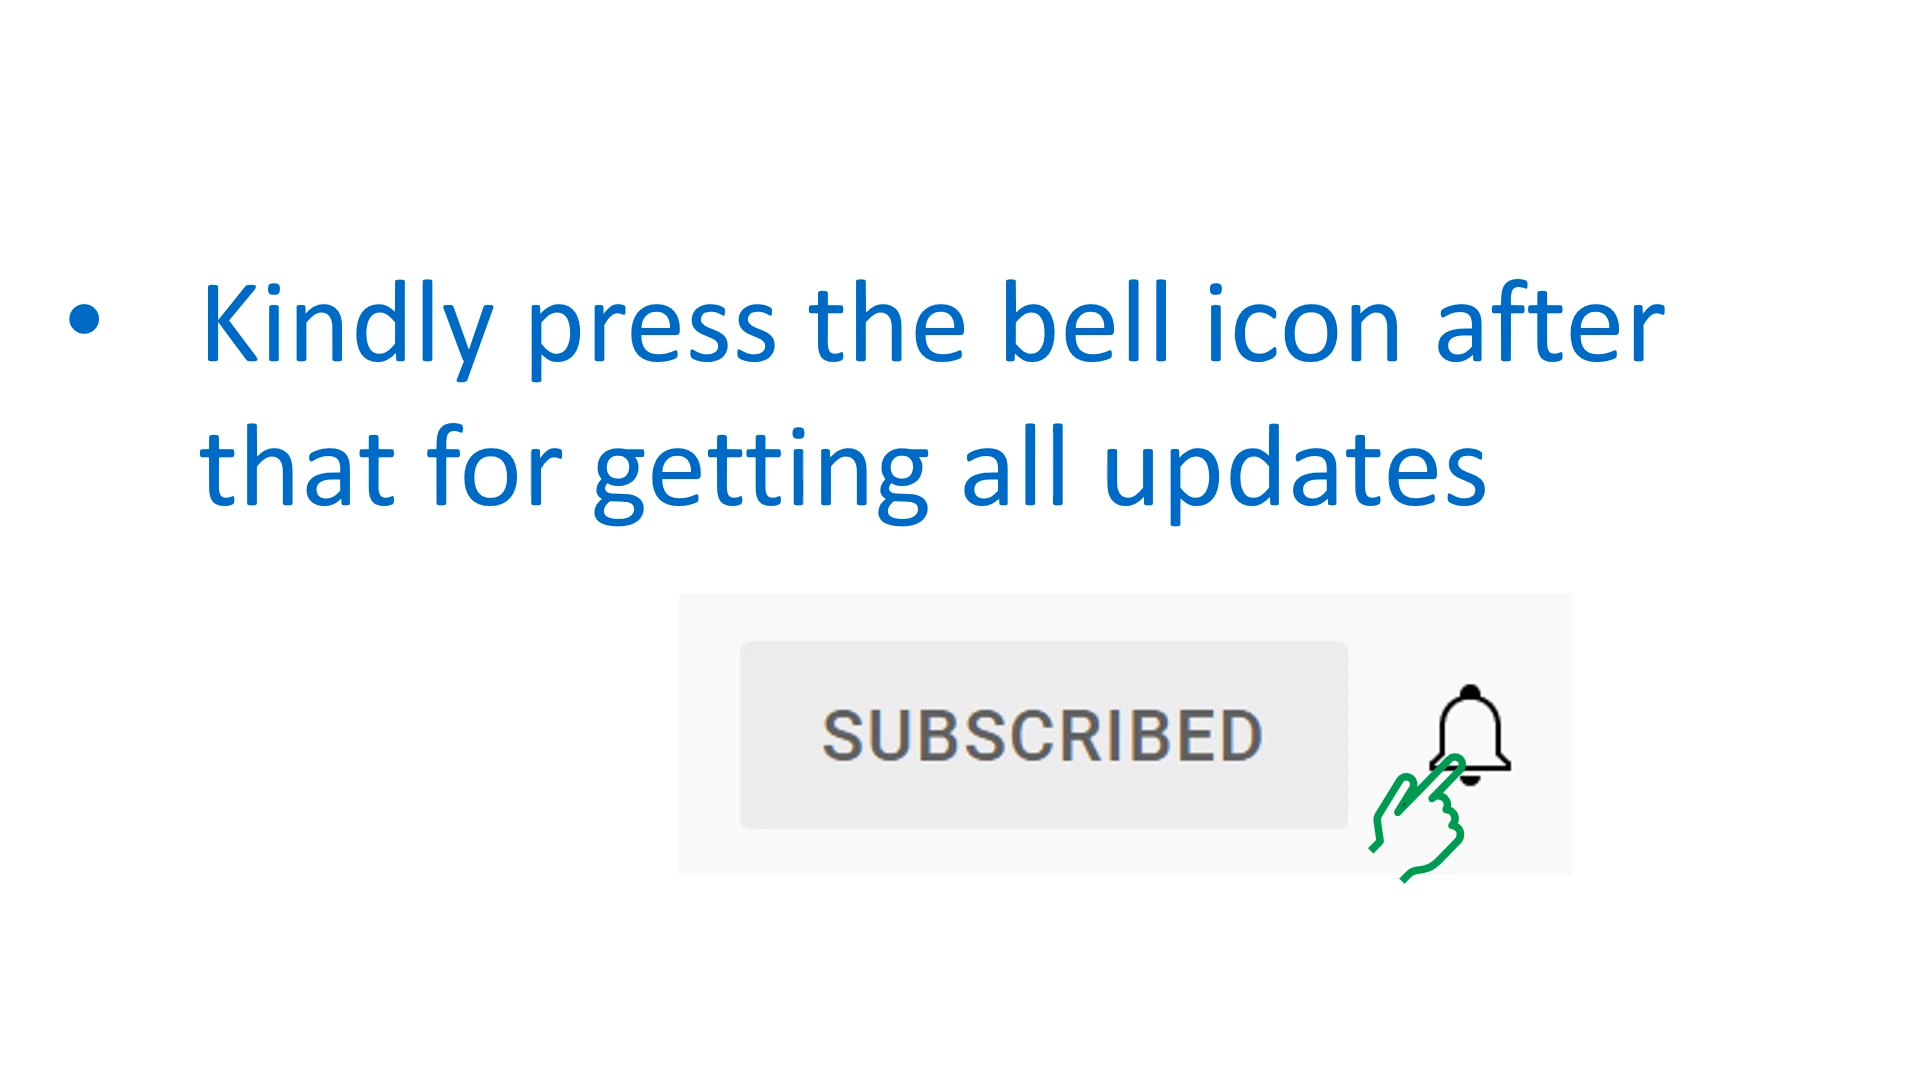 • Kindly press the bell icon after
that for getting all updates
SUBSCRIBED